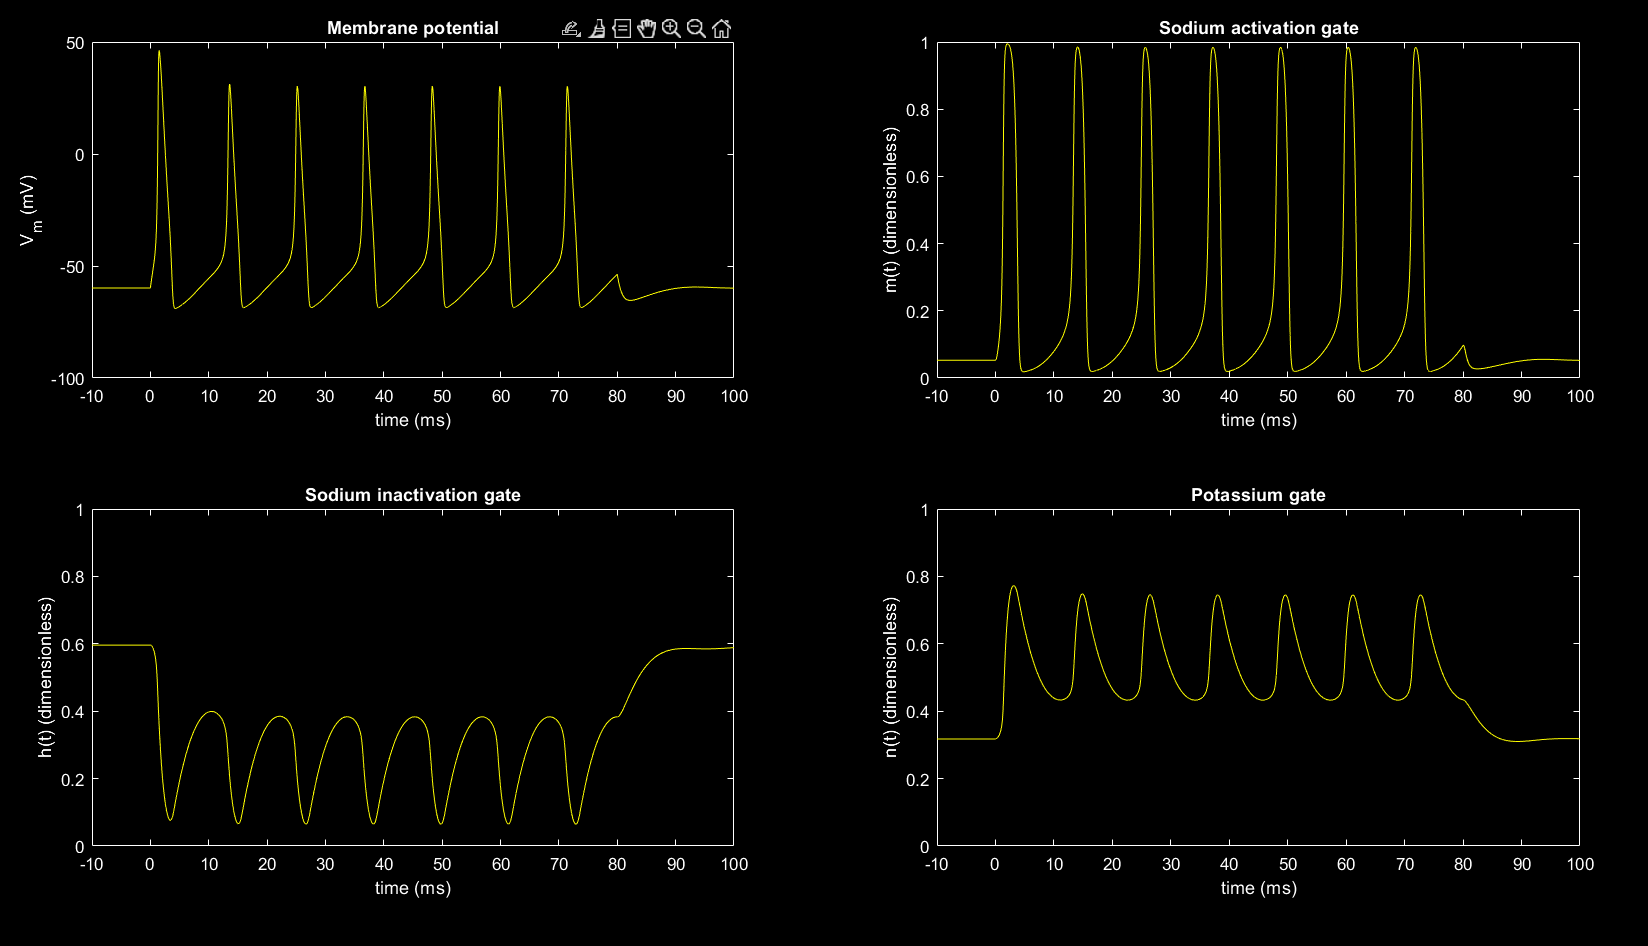 Membrane potential
50
0
-50
-100
V_m (mV)
-10 0 10 20 30 40 50 60 70 80 90 100
time (ms)
Sodium activation gate
1
0.8
0.6
0.4
0.2
0
m(t) (dimensionless)
-10 0 10 20 30 40 50 60 70 80 90 100
time (ms)
Sodium inactivation gate
1
0.8
0.6
0.4
0.2
0
h(t) (dimensionless)
-10 0 10 20 30 40 50 60 70 80 90 100
time (ms)
Potassium gate
1
0.8
0.6
0.4
0.2
0
n(t) (dimensionless)
-10 0 10 20 30 40 50 60 70 80 90 100
time (ms)